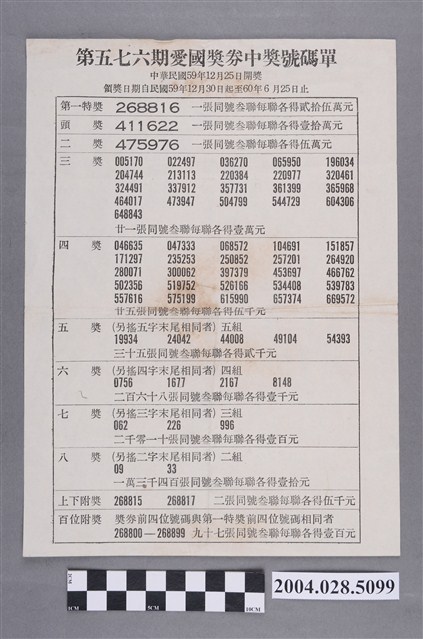 第五七六期愛國獎券中獎號碼單
中華民國59年12月25日開獎
領獎日期自民國59年12月30日起至60年6月25日止
第一特獎 268816 一張同號叁聯每聯各得貳拾伍萬元
頭獎 411622 一張同號叁聯每聯各得壹拾萬元
二獎 475976 一張同號叁聯每聯各得伍萬元
三獎 005170 022497 036270 065950 196034
204744 213113 220384 220977 320461
324491 337912 357731 361399 365968
464017 473947 504799 544729 604306
648843
廿一張同號叁聯每聯各得壹萬元
四獎 046635 047333 068572 104691 151857
171297 235253 250852 257201 264920
280071 300062 397379 453697 466762
502356 519752 526166 534408 539783
557616 575199 615990 657374 669572
廿五張同號叁聯每聯各得伍千元
五獎 (另搖五字末尾相同者) 五組
19934 24042 44008 49104 54393
三十五張同號叁聯每聯各得貳千元
六獎 (另搖四字末尾相同者) 四組
0756 1677 2167 8148
二百六十八張同號叁聯每聯各得壹千元
七獎 (另搖三字末尾相同者) 三組
062 226 996
二千零一十張同號叁聯每聯各得壹百元
八獎 (另搖二字末尾相同者) 二組
09 33
一萬三千四百張同號叁聯每聯各得壹拾元
上下附獎 268815 268817 二張同號叁聯每聯各得伍千元
百位附獎 獎券前四位號碼與第一特獎前四位號碼相同者
268800—268899 九十七張同號叁聯每聯各得壹百元
0CM 5CM 10CM
2004.028.5099